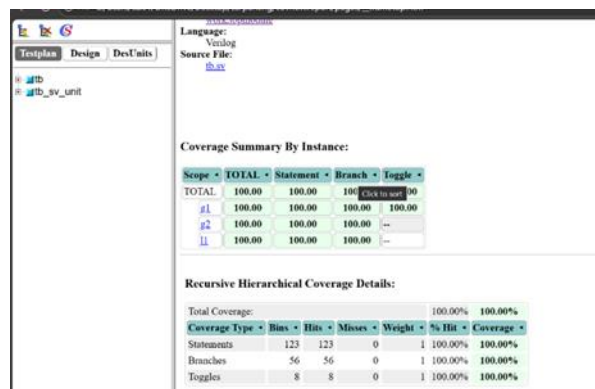 Testplan Design DesUnits
tb
tb_sv_unit
Language:
Verilog
Source File:
tb.sv
Coverage Summary By Instance:
Scope TOTAL Statement Branch Toggle
TOTAL 100.00 100.00 100 Click to sort 00
g1 100.00 100.00 100.00 100.00
g2 100.00 100.00 100.00 --
100.00 100.00 100.00 --
Recursive Hierarchical Coverage Details:
Total Coverage: 100.00% 100.00%
Coverage Type Bins Hits Misses Weight % Hit Coverage
Statements 123 123 0 1 100.00% 100.00%
Branches 56 56 0 1 100.00% 100.00%
Toggles 8 8 0 1 100.00% 100.00%